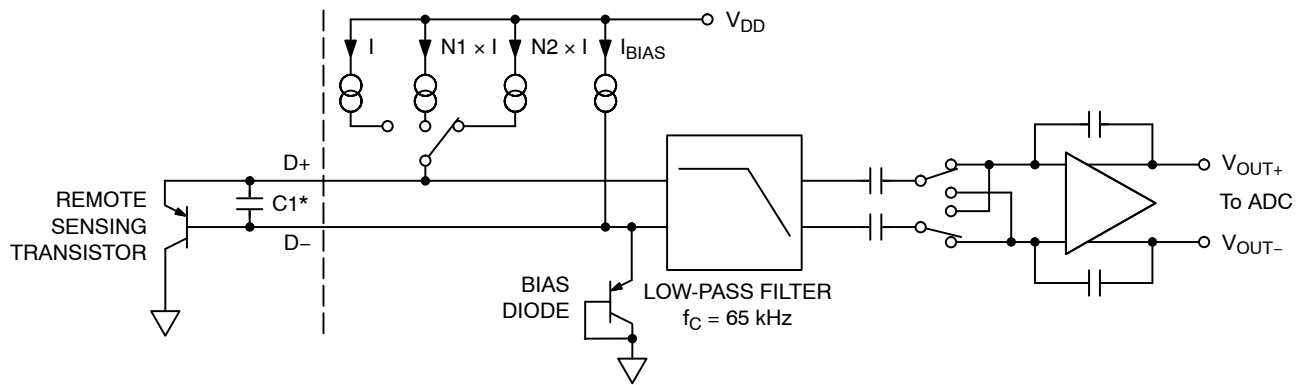 V_DD
I
N1 × I
N2 × I
I_BIAS
D+
C1*
D−
REMOTE
SENSING
TRANSISTOR
BIAS
DIODE
LOW-PASS FILTER
f_C = 65 kHz
V_OUT+
To ADC
V_OUT−